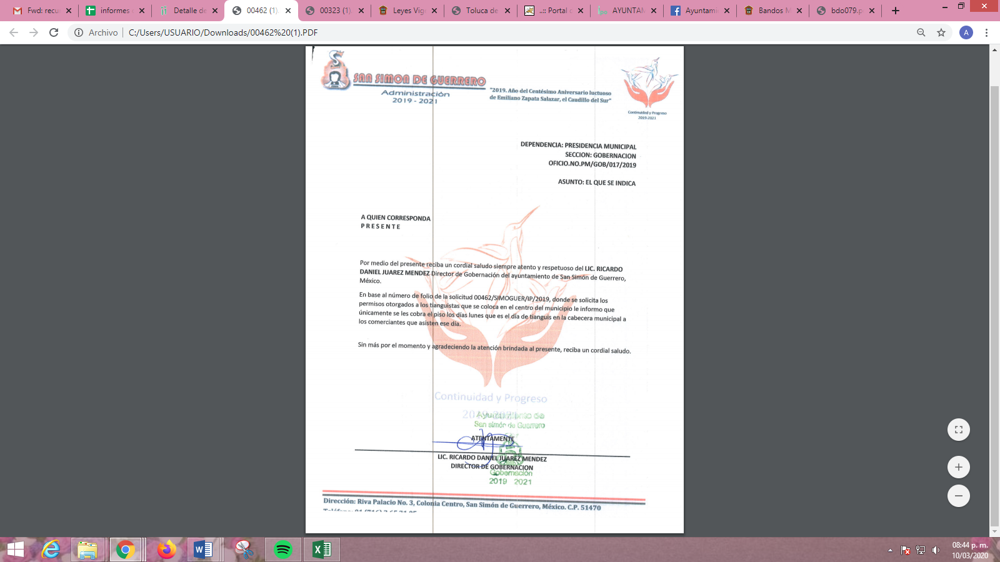 Fwd: recu
informes
Detalle de
00462 (1).
00323 (1).
Leyes Vig
Toluca de
..:: Portal
AYUNTAM
Ayuntami
Bandos M
bdo079.p
Archivo
C:/Users/USUARIO/Downloads/00462%20(1).PDF
A
SAN SIMON DE GUERRERO
Administración
2019 - 2021
"2019. Año del Centésimo Aniversario luctuoso
de Emiliano Zapata Salazar, el Caudillo del Sur"
Continuidad y Progreso
2019-2021
DEPENDENCIA: PRESIDENCIA MUNICIPAL
SECCION: GOBERNACION
OFICIO.NO.PM/GOB/017/2019
ASUNTO: EL QUE SE INDICA
A QUIEN CORRESPONDA
P R E S E N T E
Por medio del presente reciba un cordial saludo siempre atento y respetuoso del LIC. RICARDO
DANIEL JUAREZ MENDEZ Director de Gobernación del ayuntamiento de San Simón de Guerrero,
México.
En base al número de folio de la solicitud 00462/SIMOGUER/IP/2019, donde se solicita los
permisos otorgados a los tianguistas que se coloca en el centro del municipio le informo que
únicamente se les cobra el piso los días lunes que es el día de tianguis en la cabecera municipal a
los comerciantes que asisten ese día.
Sin más por el momento y agradeciendo la atención brindada al presente, reciba un cordial saludo.
Continuidad y Progreso
2019-2021
Ayuntamiento de
San simón de Guerrero
ATENTAMENTE
LIC. RICARDO DANIEL JUAREZ MENDEZ
DIRECTOR DE GOBERNACION
Gobernación
2019 2021
Dirección: Riva Palacio No. 3, Colonia Centro, San Simón de Guerrero, México. C.P. 51470
08:44 p. m.
10/03/2020